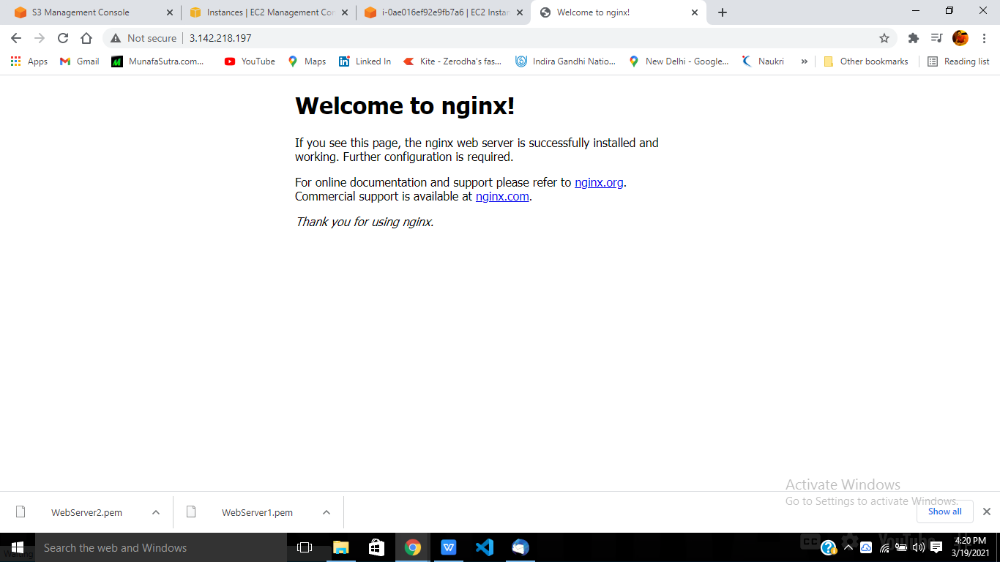 S3 Management Console
Instances | EC2 Management Con
i-0ae016ef92e9fb7a6 | EC2 Instan
Welcome to nginx!
Not secure
3.142.218.197
Apps
Gmail
MunafaSutra.com...
YouTube
Maps
Linked In
Kite - Zerodha's fas...
Indira Gandhi Natio...
New Delhi - Google...
Naukri
»
Other bookmarks
Reading list
Welcome to nginx!
If you see this page, the nginx web server is successfully installed and
working. Further configuration is required.
For online documentation and support please refer to nginx.org.
Commercial support is available at nginx.com.
Thank you for using nginx.
Activate Windows
Go to Settings to activate Windows.
WebServer2.pem
WebServer1.pem
Show all
Search the web and Windows
Waiting
CC
YouTube
4:20 PM
3/19/2021